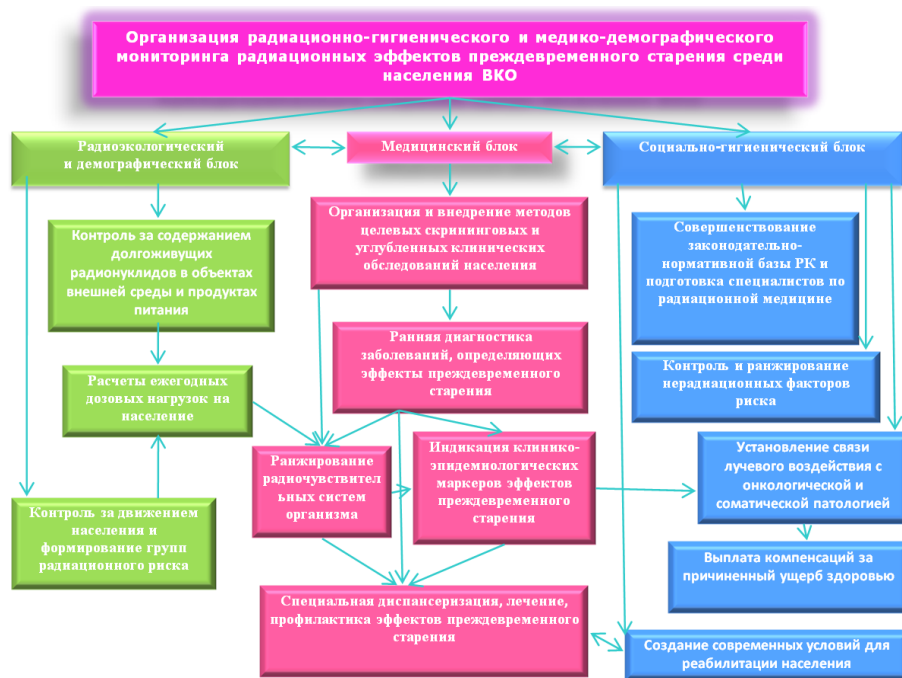 Организация радиационно-гигиенического и медико-демографического
мониторинга радиационных эффектов преждевременного старения среди
населения ВКО
Радиоэкологический
и демографический блок
Медицинский блок
Социально-гигиенический блок
Контроль за содержанием
долгоживущих
радионуклидов в объектах
внешней среды и продуктах
питания
Расчеты ежегодных
дозовых нагрузок на
население
Контроль за движением
населения и
формирование групп
радиационного риска
Организация и внедрение методов
целевых скрининговых и
углубленных клинических
обследований населения
Ранняя диагностика
заболеваний, определяющих
эффекты преждевременного
старения
Ранжирование
радиочувствител
ьных систем
организма
Индикация клинико-
эпидемиологических
маркеров эффектов
преждевременного
старения
Специальная диспансеризация, лечение,
профилактика эффектов преждевременного
старения
Совершенствование
законодательно-
нормативной базы РК и
подготовка специалистов по
радиационной медицине
Контроль и ранжирование
нерадиационных факторов
риска
Установление связи
лучевого воздействия с
онкологической и
соматической патологией
Выплата компенсаций за
причиненный ущерб здоровью
Создание современных условий для
реабилитации населения